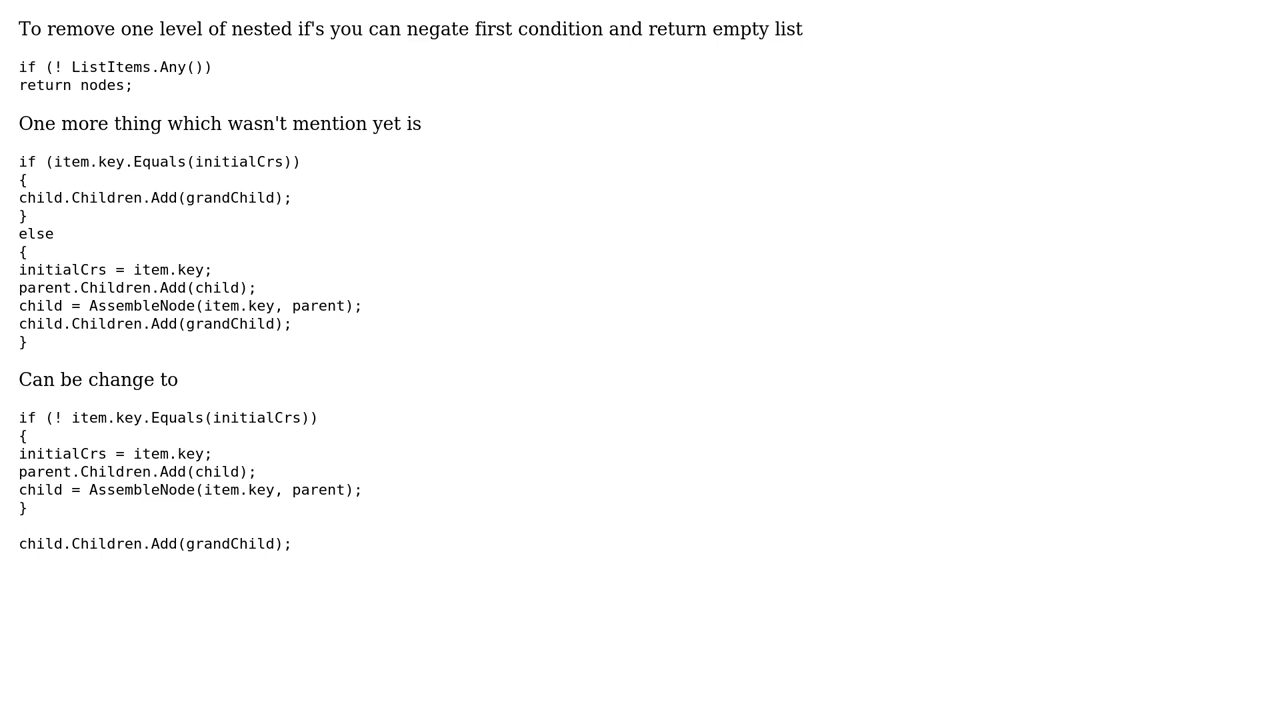 To remove one level of nested if's you can negate first condition and return empty list
if (! ListItems.Any())
return nodes;
One more thing which wasn't mention yet is
if (item.key.Equals(initialCrs))
{
child.Children.Add(grandChild);
}
else
{
initialCrs = item.key;
parent.Children.Add(child);
child = AssembleNode(item.key, parent);
child.Children.Add(grandChild);
}
Can be change to
if (! item.key.Equals(initialCrs))
{
initialCrs = item.key;
parent.Children.Add(child);
child = AssembleNode(item.key, parent);
}
child.Children.Add(grandChild);